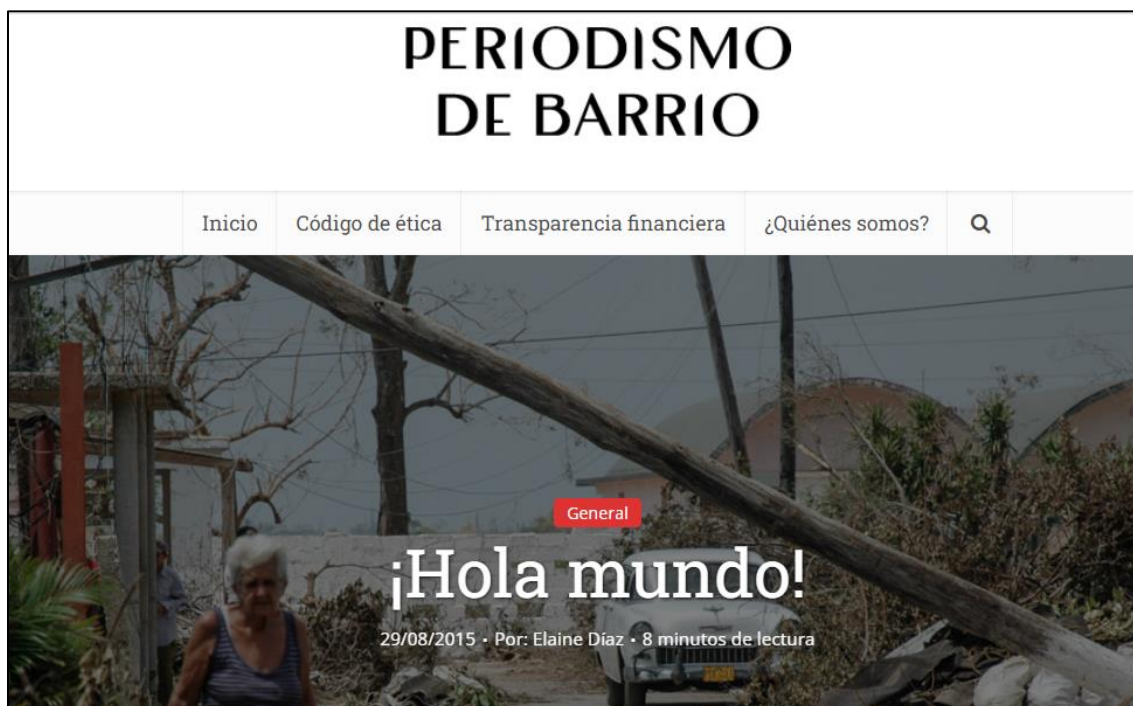 PERIODISMO
DE BARRIO
Inicio
Código de ética
Transparencia financiera
¿Quiénes somos?
General
¡Hola mundo!
29/08/2015 • Por: Elaine Díaz • 8 minutos de lectura